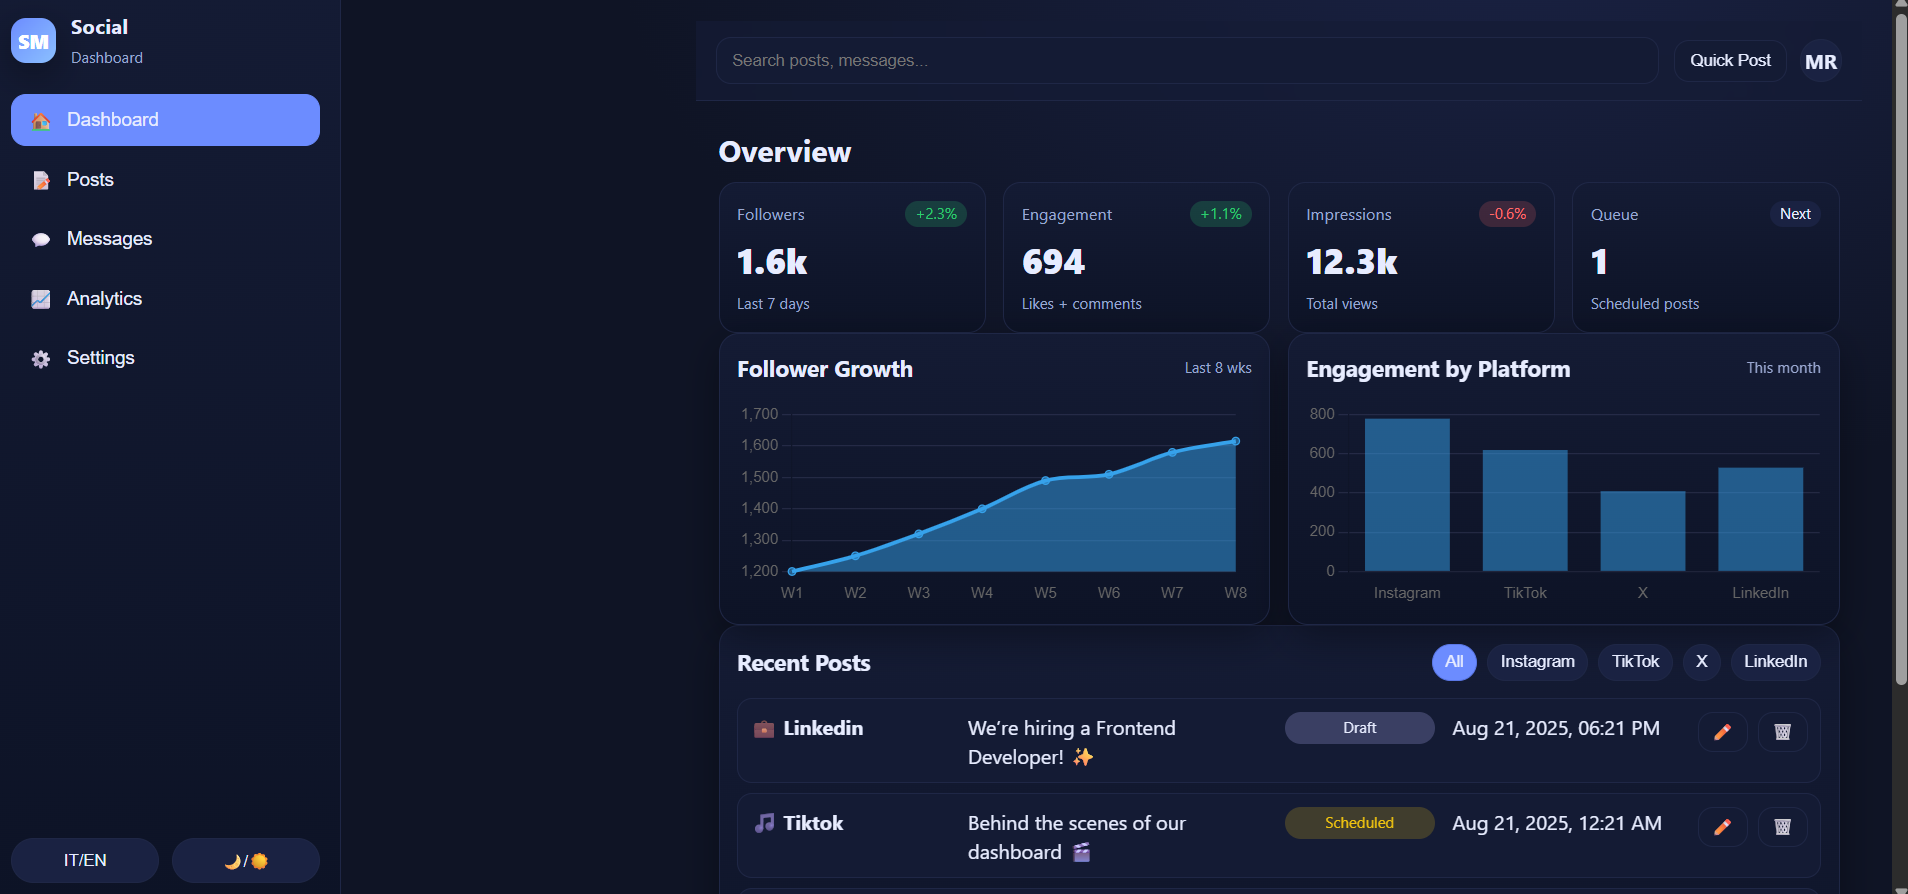 SM
Social
Dashboard
Dashboard
Posts
Messages
Analytics
Settings
IT/EN
/
Search posts, messages...
Quick Post
MR
Overview
Followers
+2.3%
1.6k
Last 7 days
Engagement
+1.1%
694
Likes + comments
Impressions
-0.6%
12.3k
Total views
Queue
Next
1
Scheduled posts
Follower Growth
Last 8 wks
1,700
1,600
1,500
1,400
1,300
1,200
W1 W2 W3 W4 W5 W6 W7 W8
Engagement by Platform
This month
800
600
400
200
0
Instagram TikTok X LinkedIn
Recent Posts
All Instagram TikTok X LinkedIn
Linkedin
We’re hiring a Frontend
Developer! ✨
Draft
Aug 21, 2025, 06:21 PM
Tiktok
Behind the scenes of our
dashboard 🎬
Scheduled
Aug 21, 2025, 12:21 AM